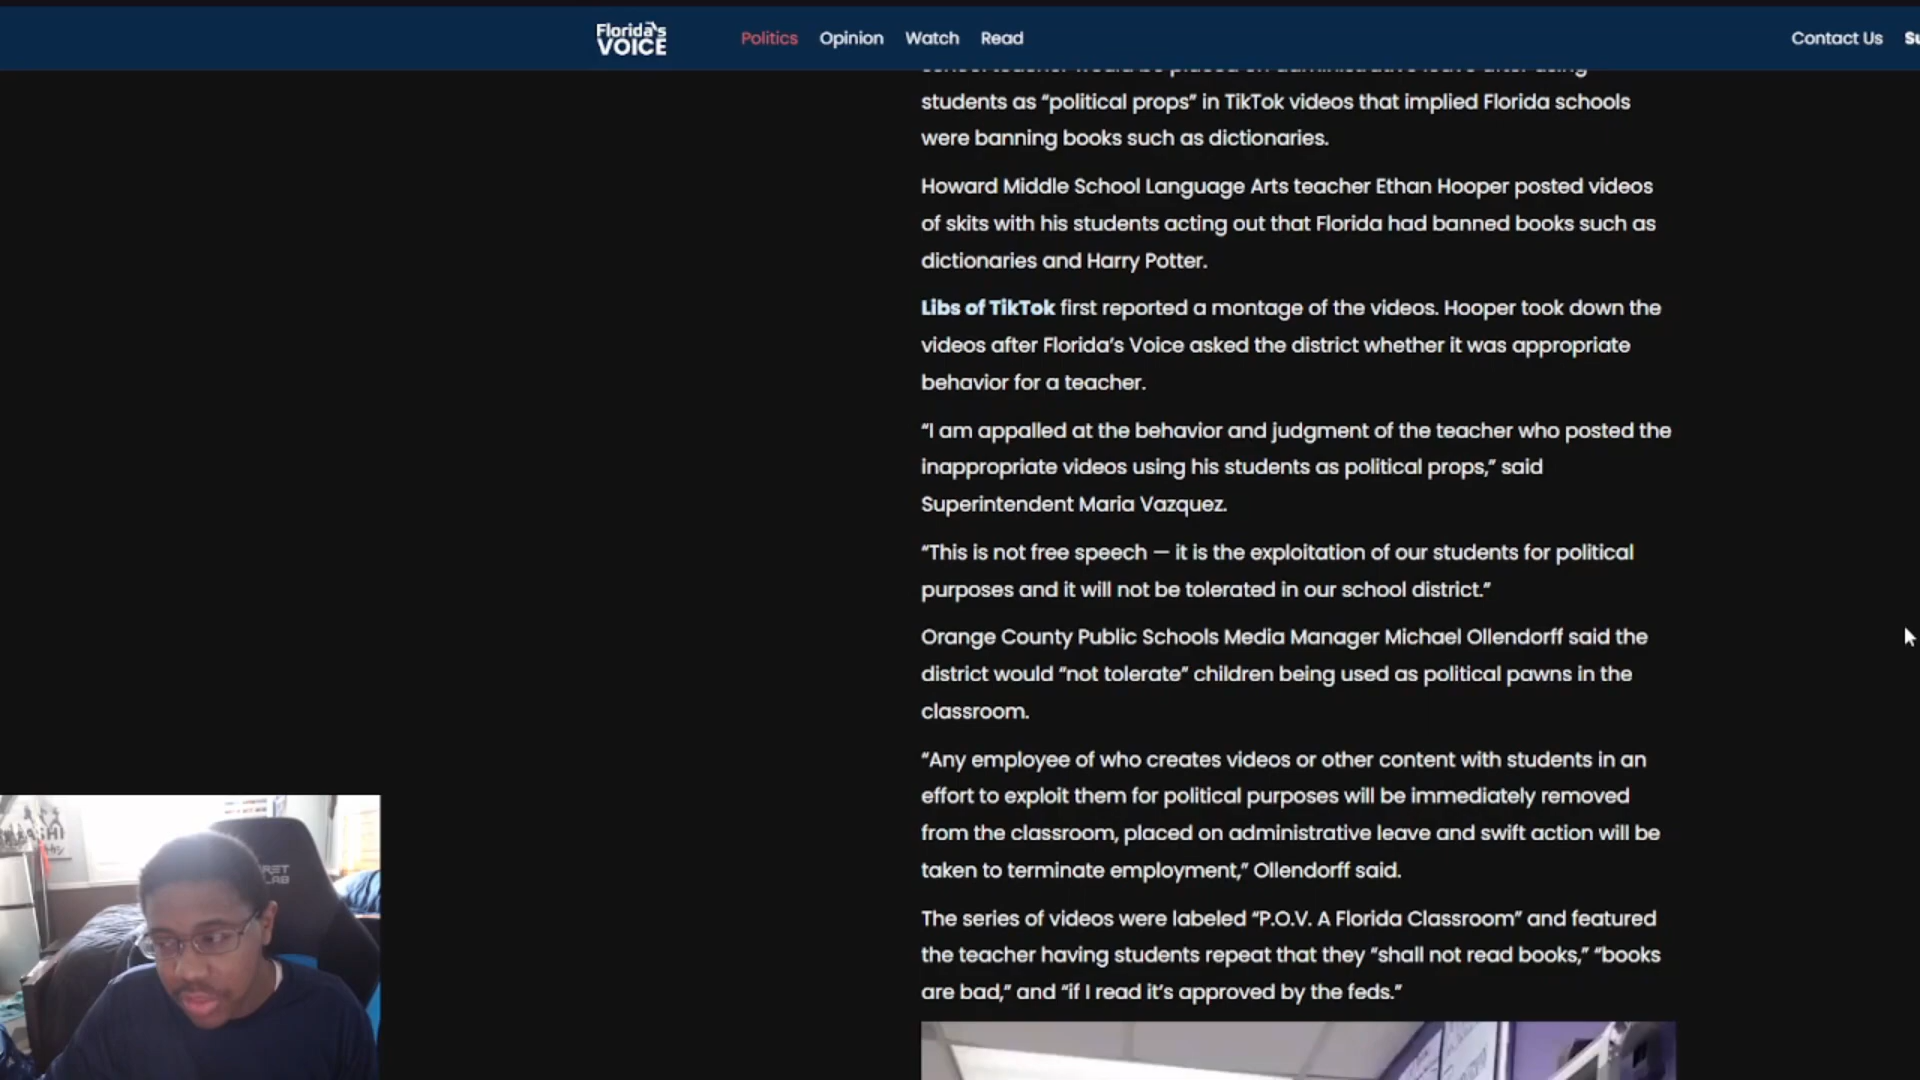 Florida's
VOICE
Politics
Opinion
Watch
Read
Contact Us
school teacher would be placed on administrative leave after using
students as “political props” in TikTok videos that implied Florida schools
were banning books such as dictionaries.
Howard Middle School Language Arts teacher Ethan Hooper posted videos
of skits with his students acting out that Florida had banned books such as
dictionaries and Harry Potter.
Libs of TikTok first reported a montage of the videos. Hooper took down the
videos after Florida’s Voice asked the district whether it was appropriate
behavior for a teacher.
“I am appalled at the behavior and judgment of the teacher who posted the
inappropriate videos using his students as political props,” said
Superintendent Maria Vazquez.
“This is not free speech — it is the exploitation of our students for political
purposes and it will not be tolerated in our school district.”
Orange County Public Schools Media Manager Michael Ollendorff said the
district would “not tolerate” children being used as political pawns in the
classroom.
“Any employee of who creates videos or other content with students in an
effort to exploit them for political purposes will be immediately removed
from the classroom, placed on administrative leave and swift action will be
taken to terminate employment,” Ollendorff said.
The series of videos were labeled “P.O.V. A Florida Classroom” and featured
the teacher having students repeat that they “shall not read books,” “books
are bad,” and “if I read it’s approved by the feds.”